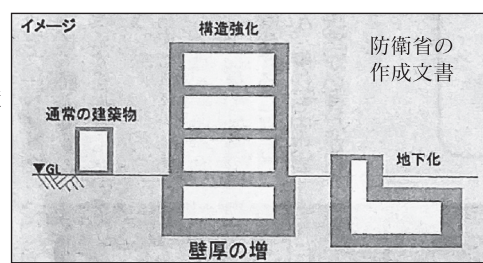 イメージ
構造強化
防衛省の
作成文書
通常の建築物
地下化
▼GL
壁厚の増